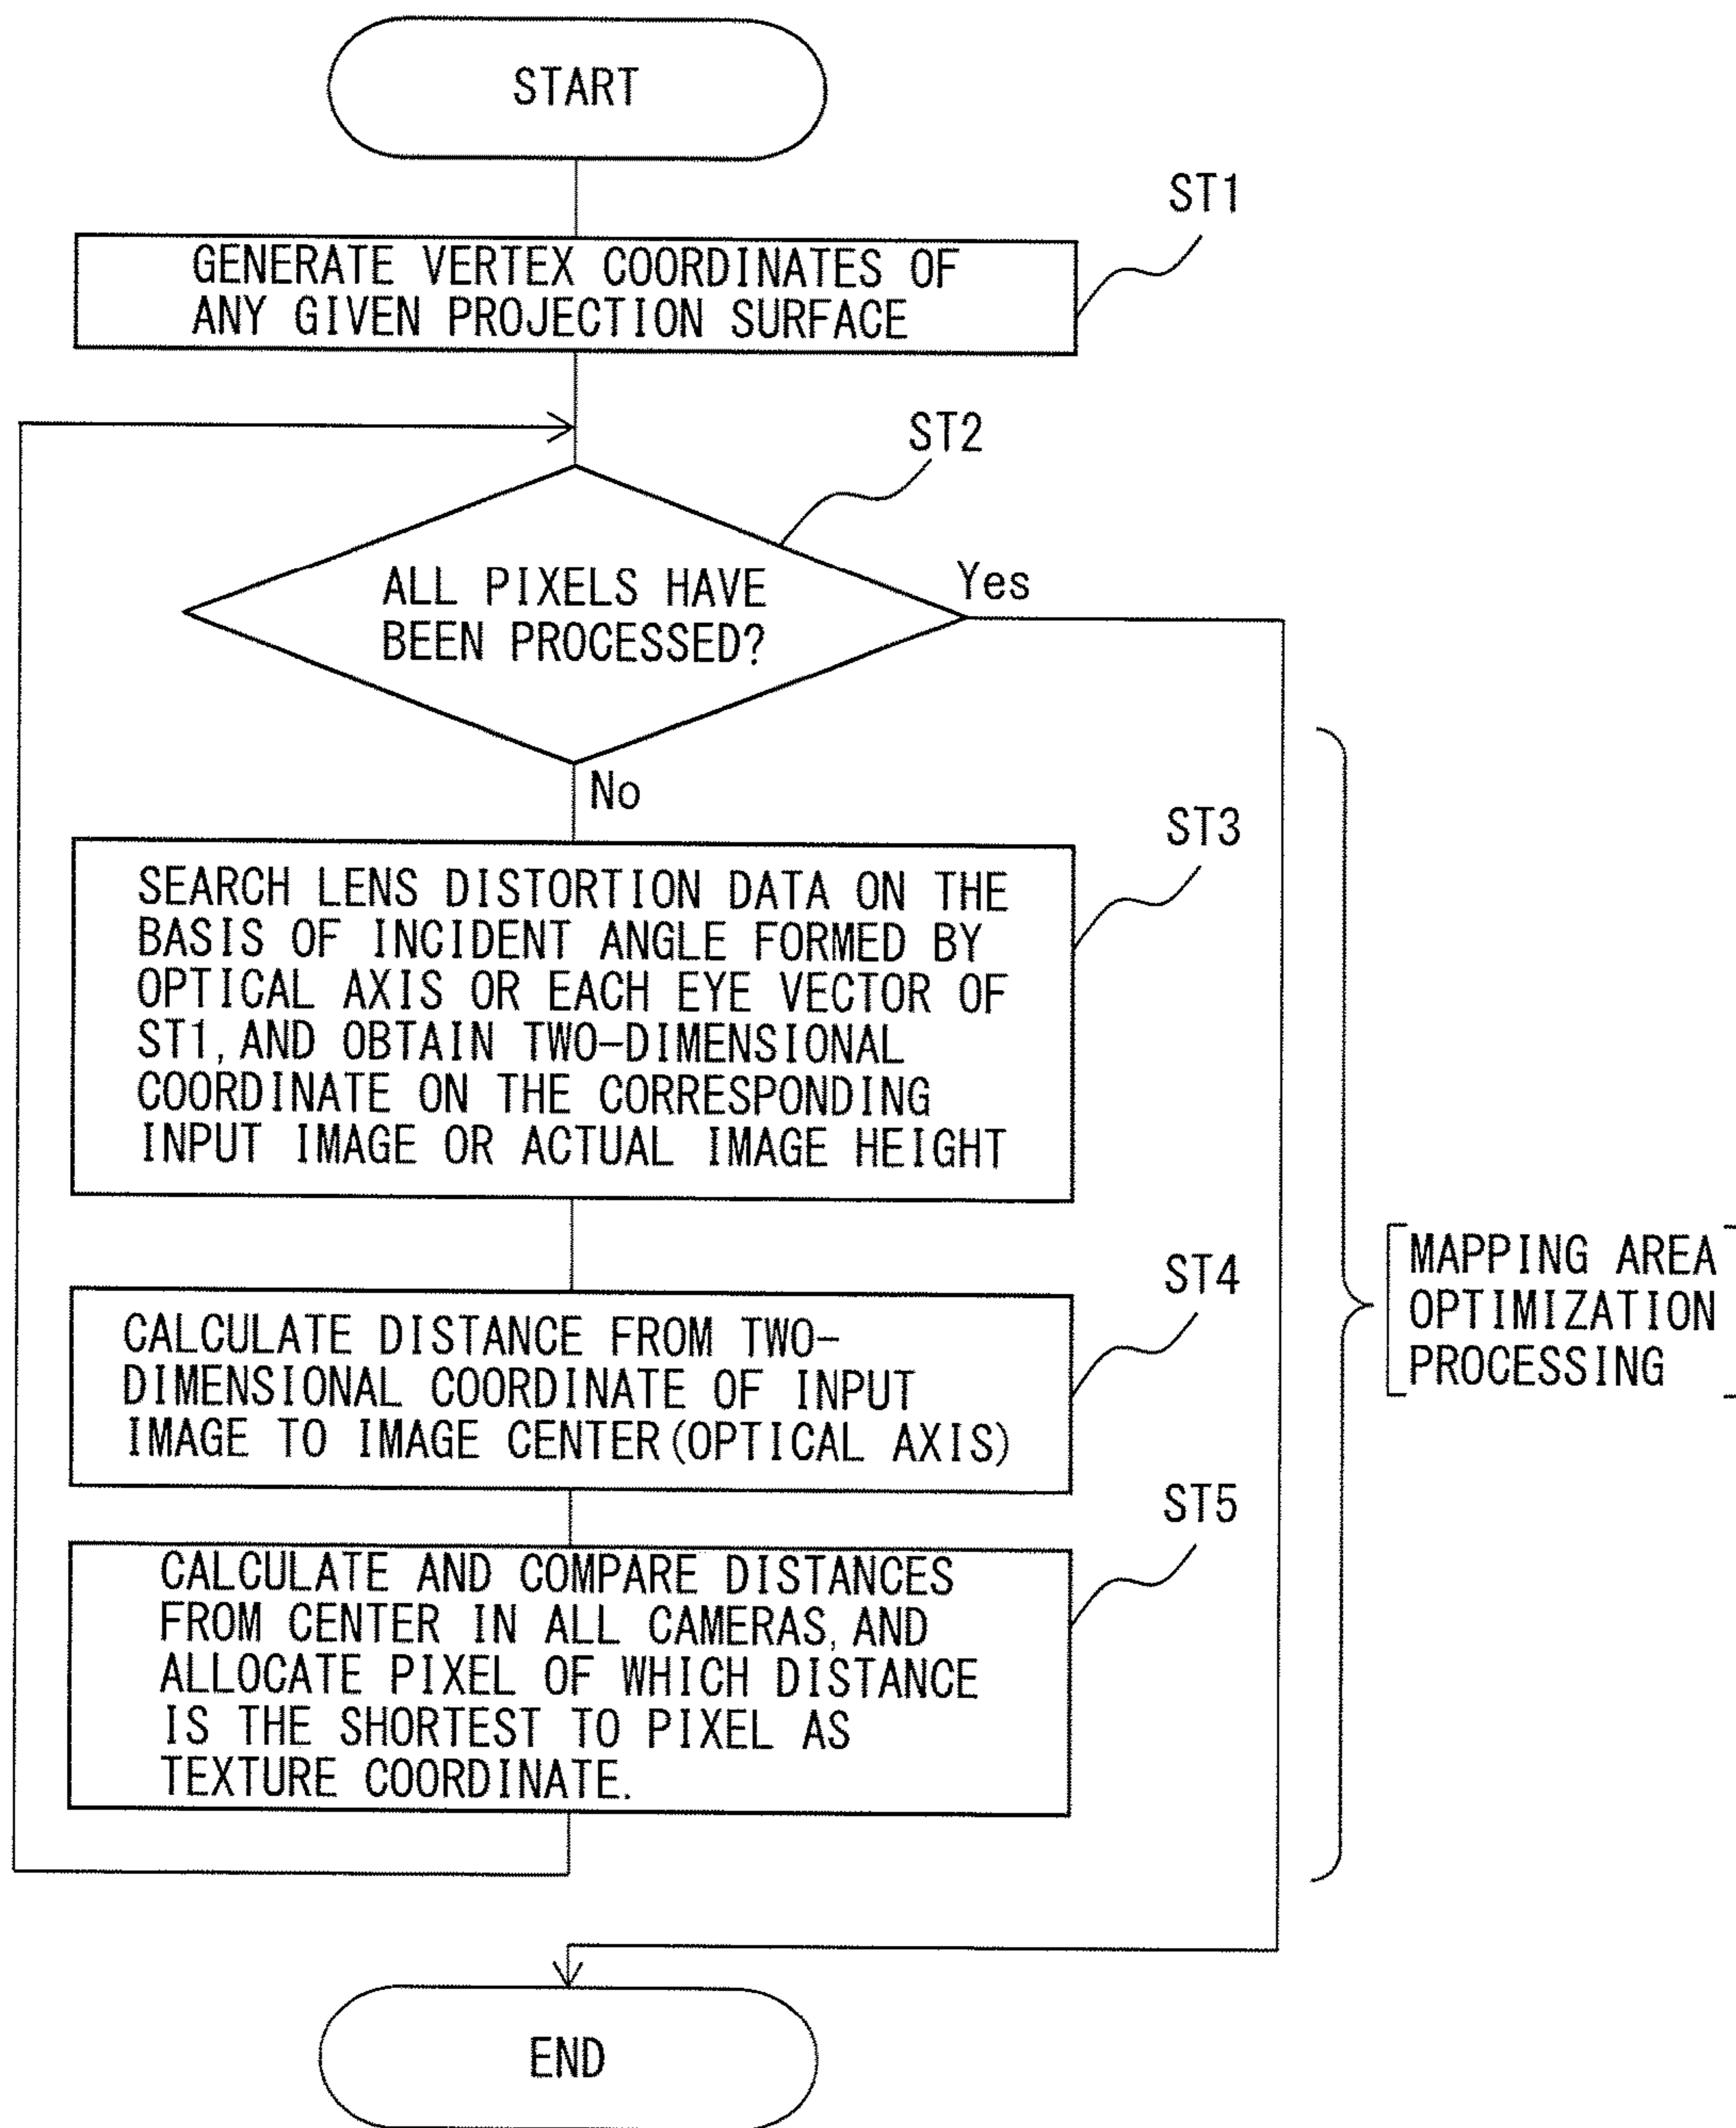 START
ST1
GENERATE VERTEX COORDINATES OF
ANY GIVEN PROJECTION SURFACE
ST2
ALL PIXELS HAVE
BEEN PROCESSED?
Yes
No
ST3
SEARCH LENS DISTORTION DATA ON THE
BASIS OF INCIDENT ANGLE FORMED BY
OPTICAL AXIS OR EACH EYE VECTOR OF
ST1, AND OBTAIN TWO-DIMENSIONAL
COORDINATE ON THE CORRESPONDING
INPUT IMAGE OR ACTUAL IMAGE HEIGHT
MAPPING AREA
OPTIMIZATION
PROCESSING
ST4
CALCULATE DISTANCE FROM TWO-
DIMENSIONAL COORDINATE OF INPUT
IMAGE TO IMAGE CENTER(OPTICAL AXIS)
ST5
CALCULATE AND COMPARE DISTANCES
FROM CENTER IN ALL CAMERAS, AND
ALLOCATE PIXEL OF WHICH DISTANCE
IS THE SHORTEST TO PIXEL AS
TEXTURE COORDINATE.
END